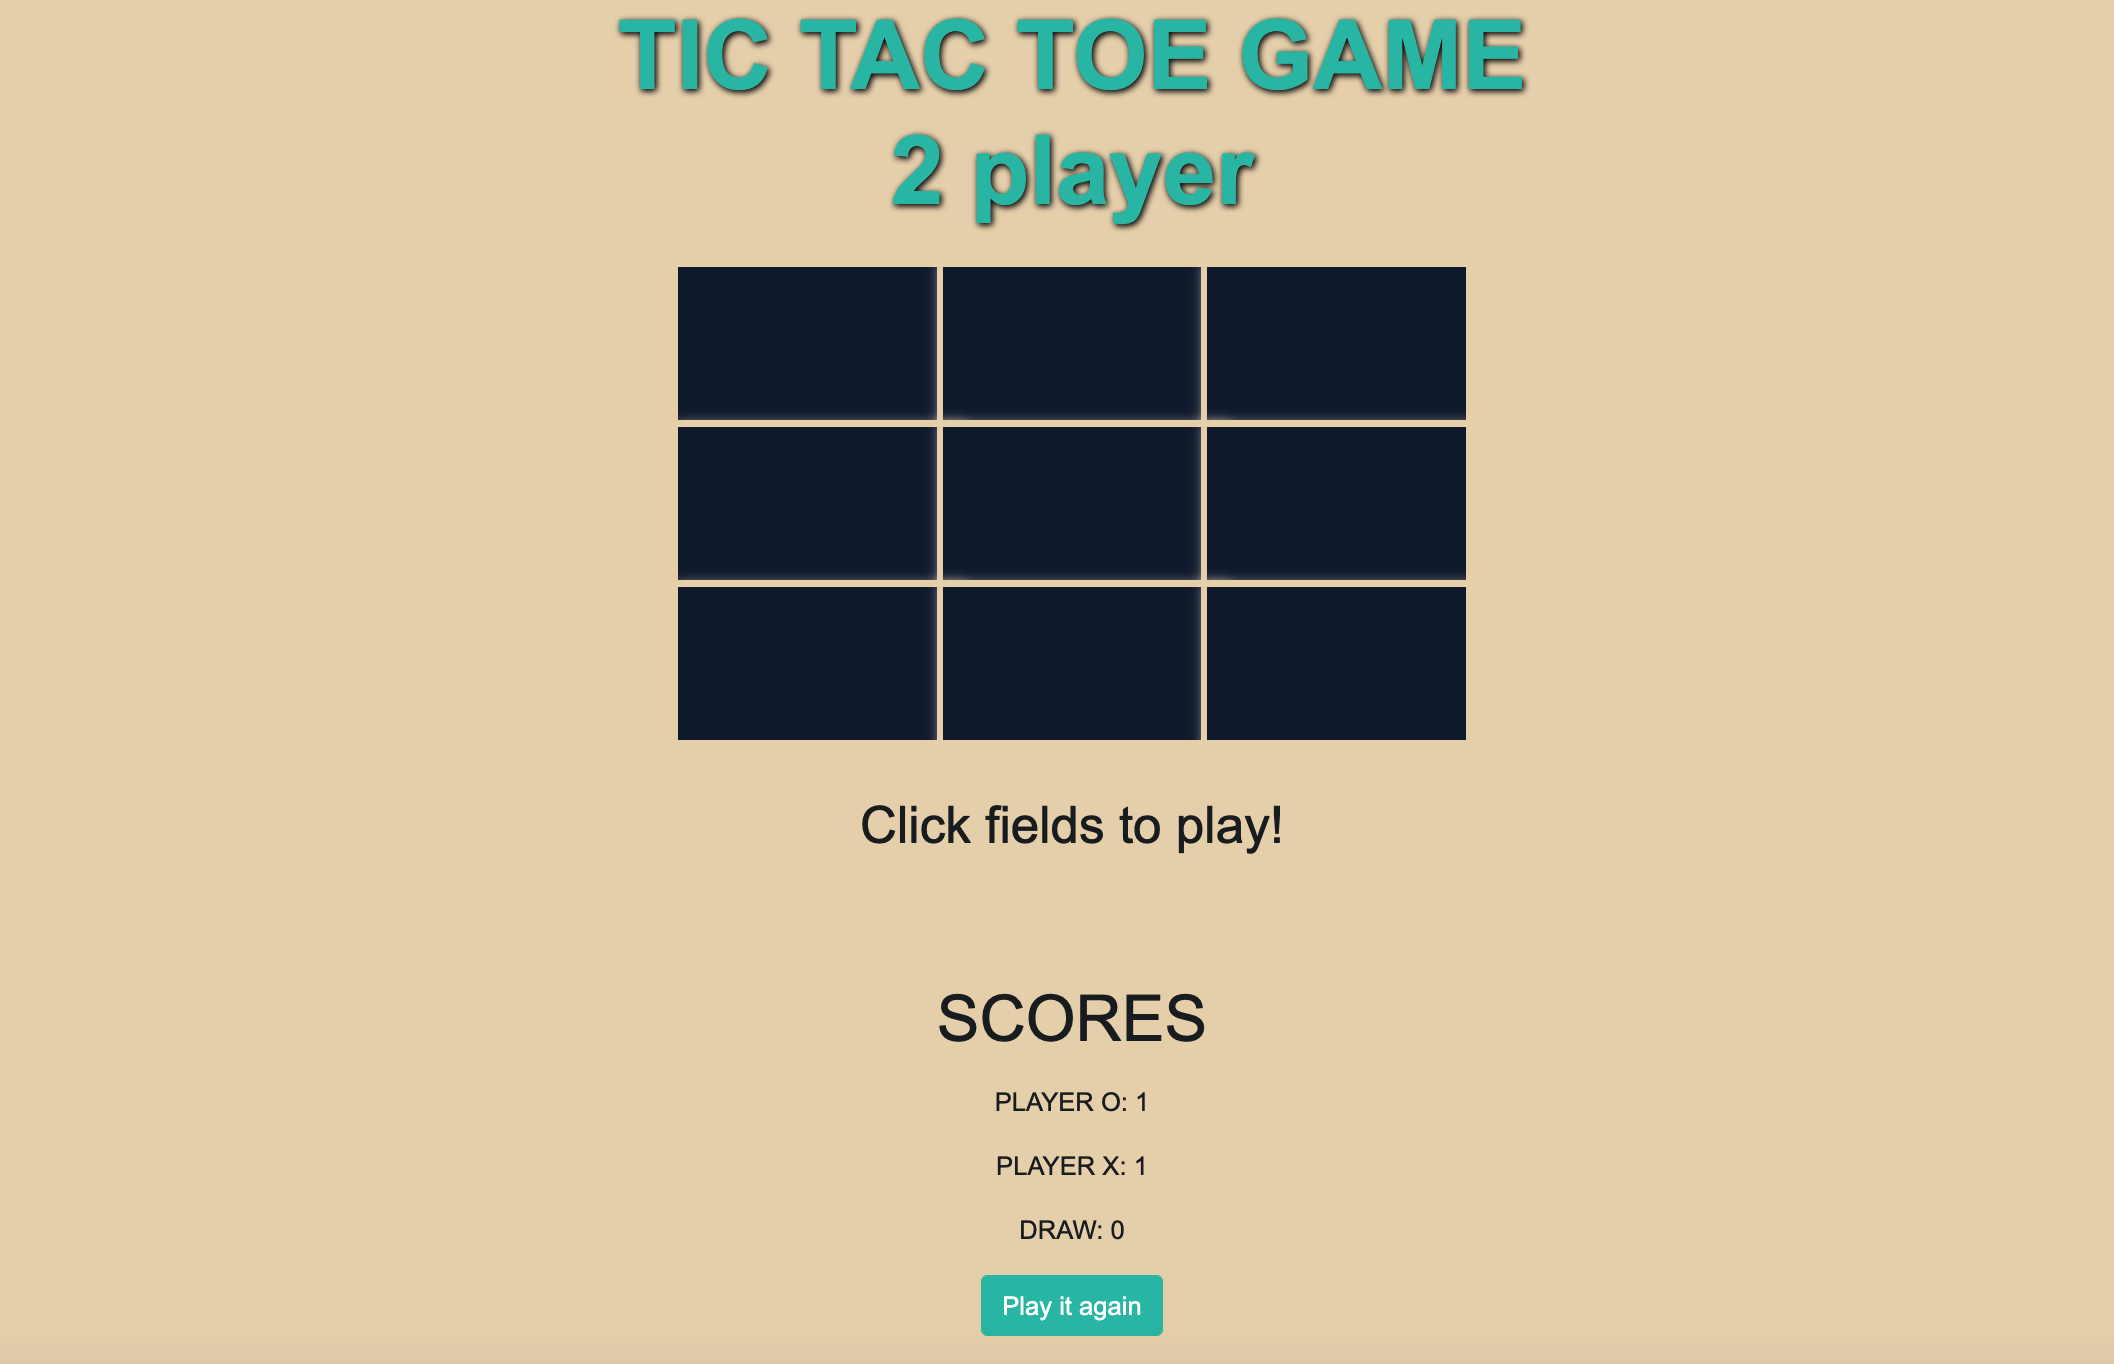 TIC TAC TOE GAME
2 player
Click fields to play!
SCORES
PLAYER O: 1
PLAYER X: 1
DRAW: 0
Play it again